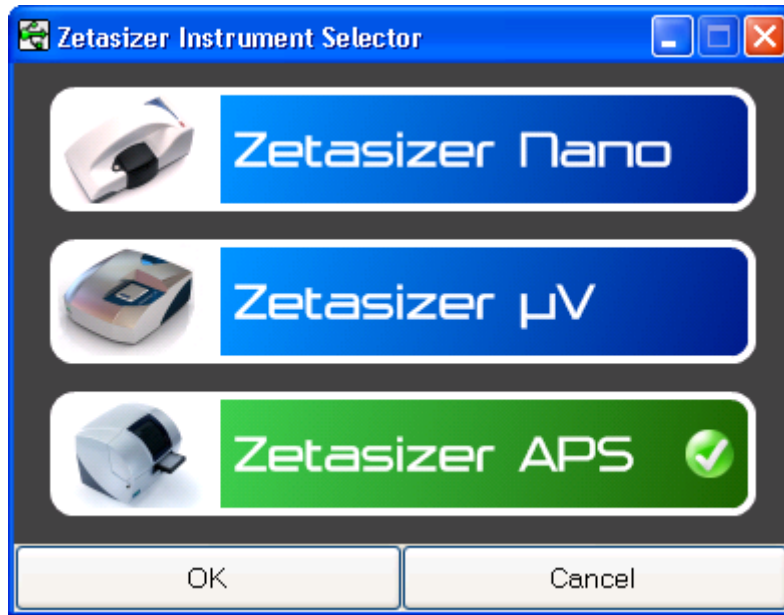 Zetasizer Instrument Selector
Zetasizer Nano
Zetasizer µV
Zetasizer APS
OK
Cancel